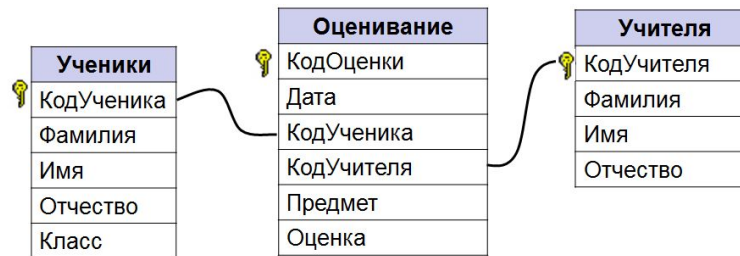 Ученики
КодУченика
Фамилия
Имя
Отчество
Класс
Оценивание
КодОценки
Дата
КодУченика
КодУчителя
Предмет
Оценка
Учителя
КодУчителя
Фамилия
Имя
Отчество